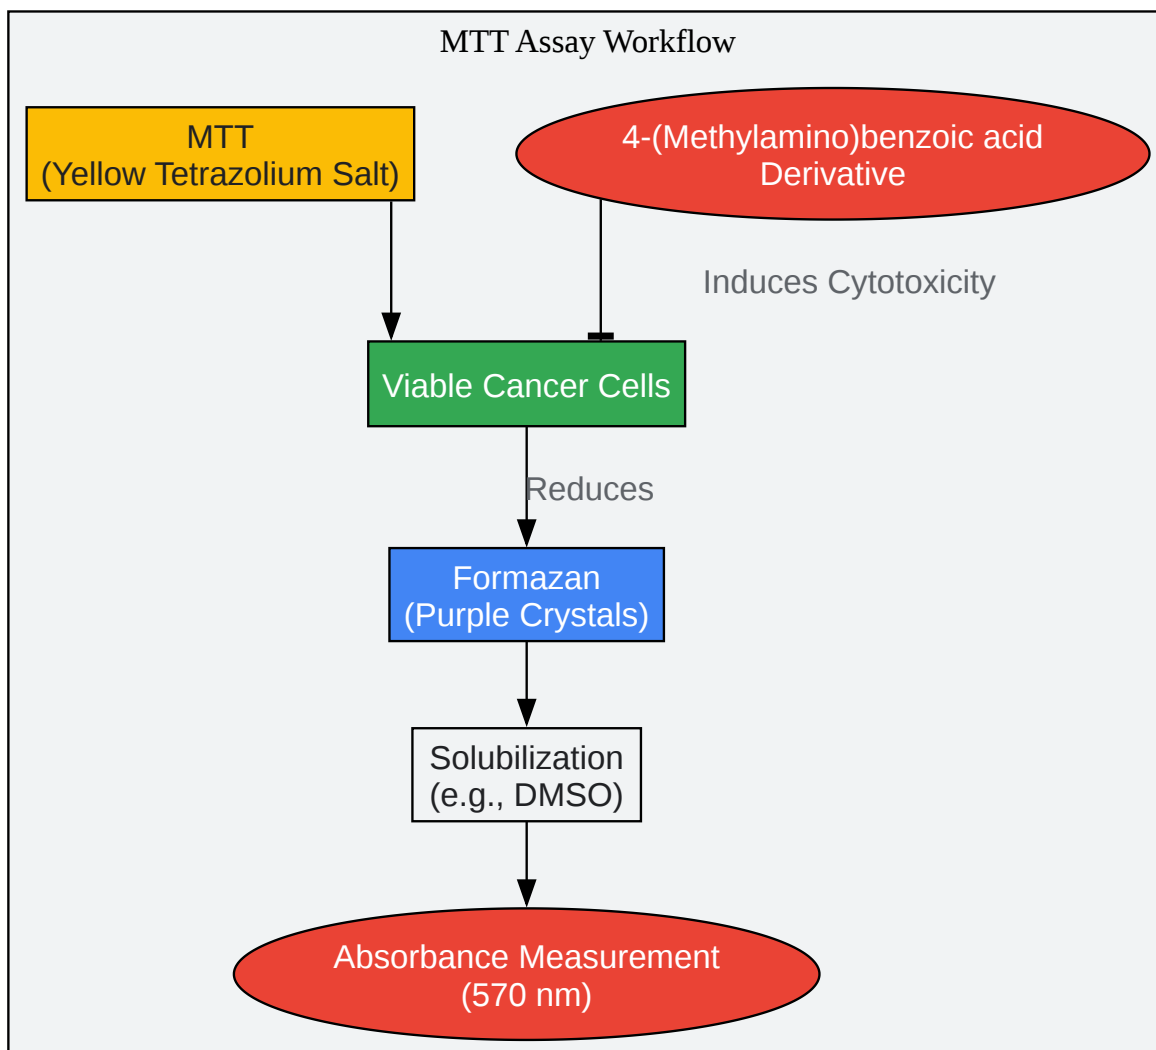 MTT Assay Workflow
MTT
(Yellow Tetrazolium Salt)
4-(Methylamino)benzoic acid
Derivative
Induces Cytotoxicity
Viable Cancer Cells
Reduces
Formazan
(Purple Crystals)
Solubilization
(e.g., DMSO)
Absorbance Measurement
(570 nm)